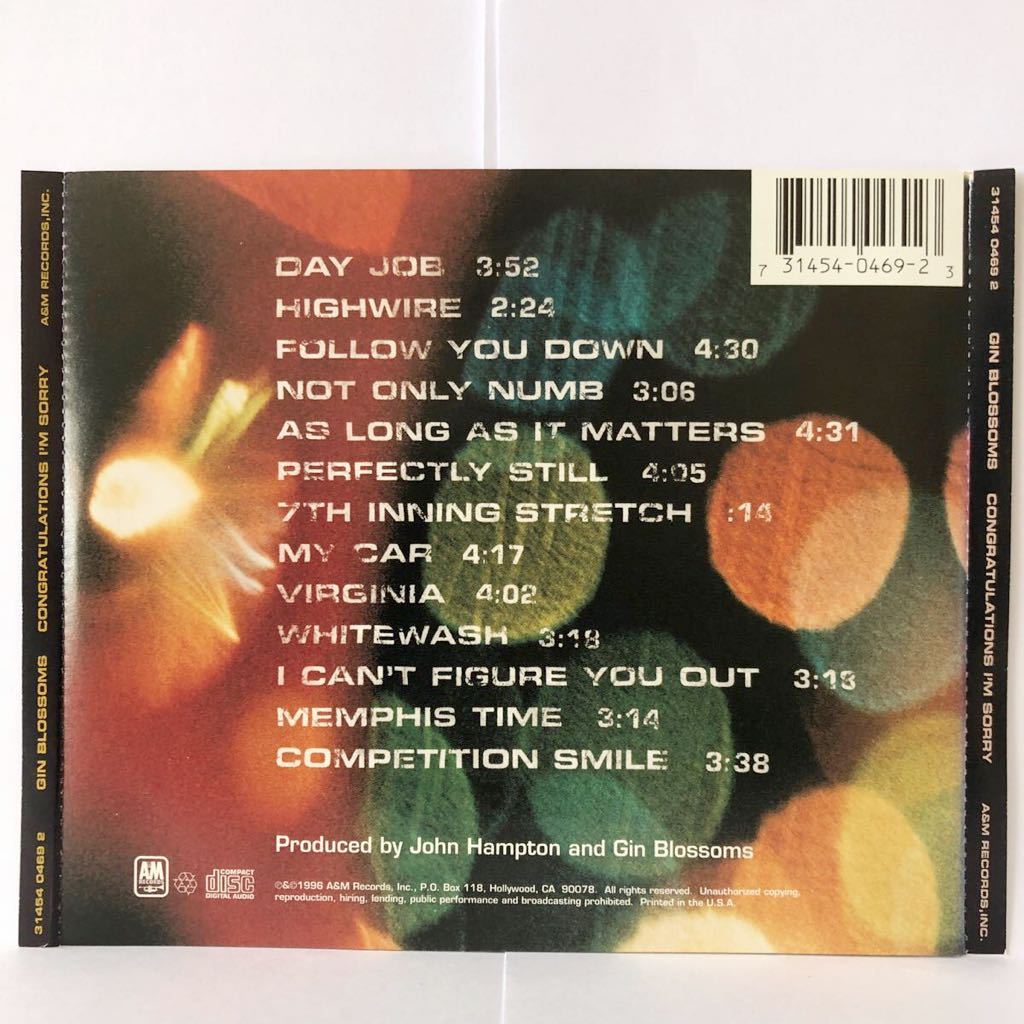 A&M RECORDS,INC.
CONGRATULATIONS I'M SORRY
GIN BLOSSOMS
31454 0469 2
DAY JOB 3:52
HIGHWIRE 2:24
FOLLOW YOU DOWN 4:30
NOT ONLY NUMB 3:06
AS LONG AS IT MATTERS 4:31
PERFECTLY STILL 4:05
7TH INNING STRETCH :14
MY CAR 4:17
VIRGINIA 4:02
WHITEWASH 3:18
I CAN'T FIGURE YOU OUT 3:13
MEMPHIS TIME 3:14
COMPETITION SMILE 3:38
Produced by John Hampton and Gin Blossoms
A&M
RECORDS
COMPACT
disc
DIGITAL AUDIO
℗&©1996 A&M Records, Inc., P.O. Box 118, Hollywood, CA 90078. All rights reserved. Unauthorized copying,
reproduction, hiring, lending, public performance and broadcasting prohibited. Printed in the U.S.A.
7 31454-0469-2 3
31454 0469 2
GIN BLOSSOMS
CONGRATULATIONS I'M SORRY
A&M RECORDS,INC.